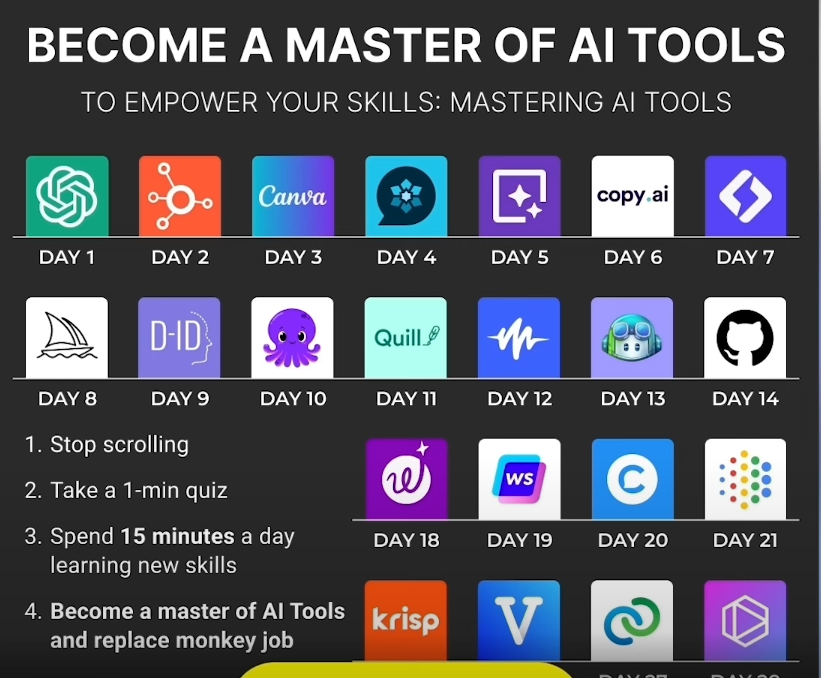 BECOME A MASTER OF AI TOOLS
TO EMPOWER YOUR SKILLS: MASTERING AI TOOLS
Canva
copy.ai
DAY 1 DAY 2 DAY 3 DAY 4 DAY 5 DAY 6 DAY 7
D-ID
Quill
DAY 8 DAY 9 DAY 10 DAY 11 DAY 12 DAY 13 DAY 14
1. Stop scrolling
2. Take a 1-min quiz
3. Spend 15 minutes a day
learning new skills
4. Become a master of AI Tools
and replace monkey job
w
WS
C
DAY 18 DAY 19 DAY 20 DAY 21
krisp
V
DAY 27 DAY 28